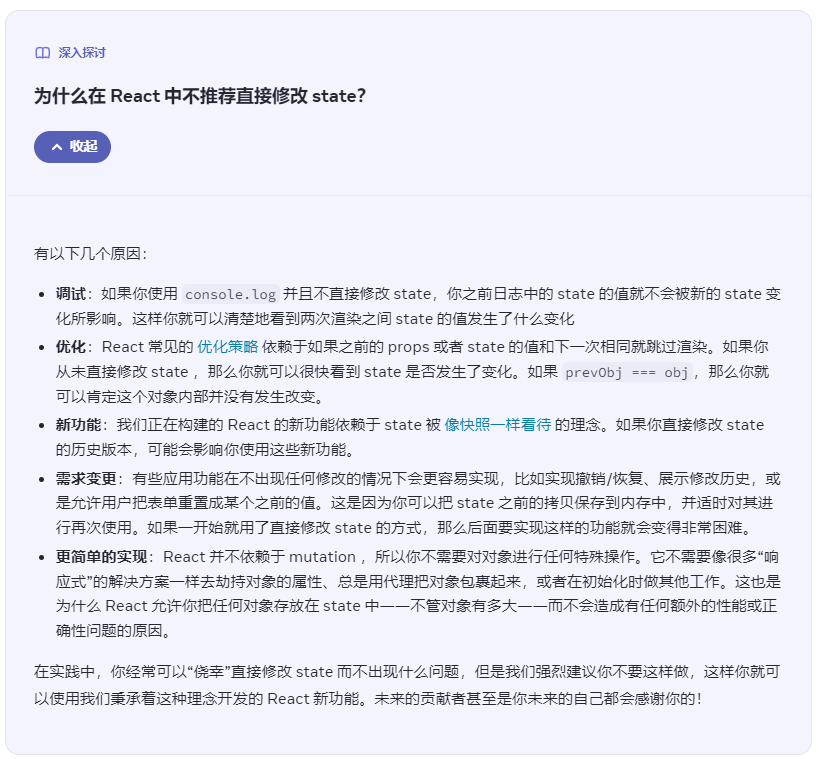 深入探讨
为什么在 React 中不推荐直接修改 state？
收起
有以下几个原因：
• 调试：如果你使用 console.log 并且不直接修改 state，你之前日志中的 state 的值就不会被新的 state 变
化所影响。这样你就可以清楚地看到两次渲染之间 state 的值发生了什么变化
• 优化：React 常见的 优化策略 依赖于如果之前的 props 或者 state 的值和下一次相同就跳过渲染。如果你
从未直接修改 state ，那么你就可以很快看到 state 是否发生了变化。如果 prevObj === obj，那么你就
可以肯定这个对象内部并没有发生改变。
• 新功能：我们正在构建的 React 的新功能依赖于 state 被 像快照一样看待 的理念。如果你直接修改 state
的历史版本，可能会影响你使用这些新功能。
• 需求变更：有些应用功能在不出现任何修改的情况下会更容易实现，比如实现撤销/恢复、展示修改历史，或
是允许用户把表单重置成某个之前的值。这是因为你可以把 state 之前的拷贝保存到内存中，并适时对其进
行再次使用。如果一开始就用了直接修改 state 的方式，那么后面要实现这样的功能就会变得非常困难。
• 更简单的实现：React 并不依赖于 mutation ，所以你不需要对对象进行任何特殊操作。它不需要像很多“响
应式”的解决方案一样去劫持对象的属性、总是用代理把对象包裹起来，或者在初始化时做其他工作。这也是
为什么 React 允许你把任何对象存放在 state 中——不管对象有多大——而不会造成有任何额外的性能或正
确性问题的原因。
在实践中，你经常可以“侥幸”直接修改 state 而不出现什么问题，但是我们强烈建议你不要这样做，这样你就可
以使用我们秉承着这种理念开发的 React 新功能。未来的贡献者甚至是你未来的自己都会感谢你的！